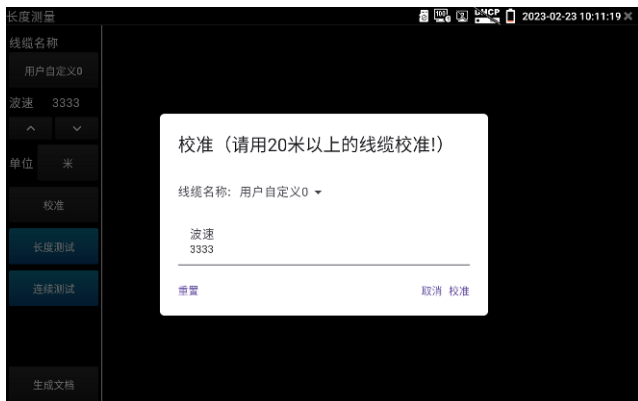 长度测量
2023-02-23 10:11:19
线缆名称
用户自定义0
波速 3333
单位 米
校准
长度测试
连续测试
生成文档
校准（请用20米以上的线缆校准!）
线缆名称: 用户自定义0
波速
3333
重置
取消 校准